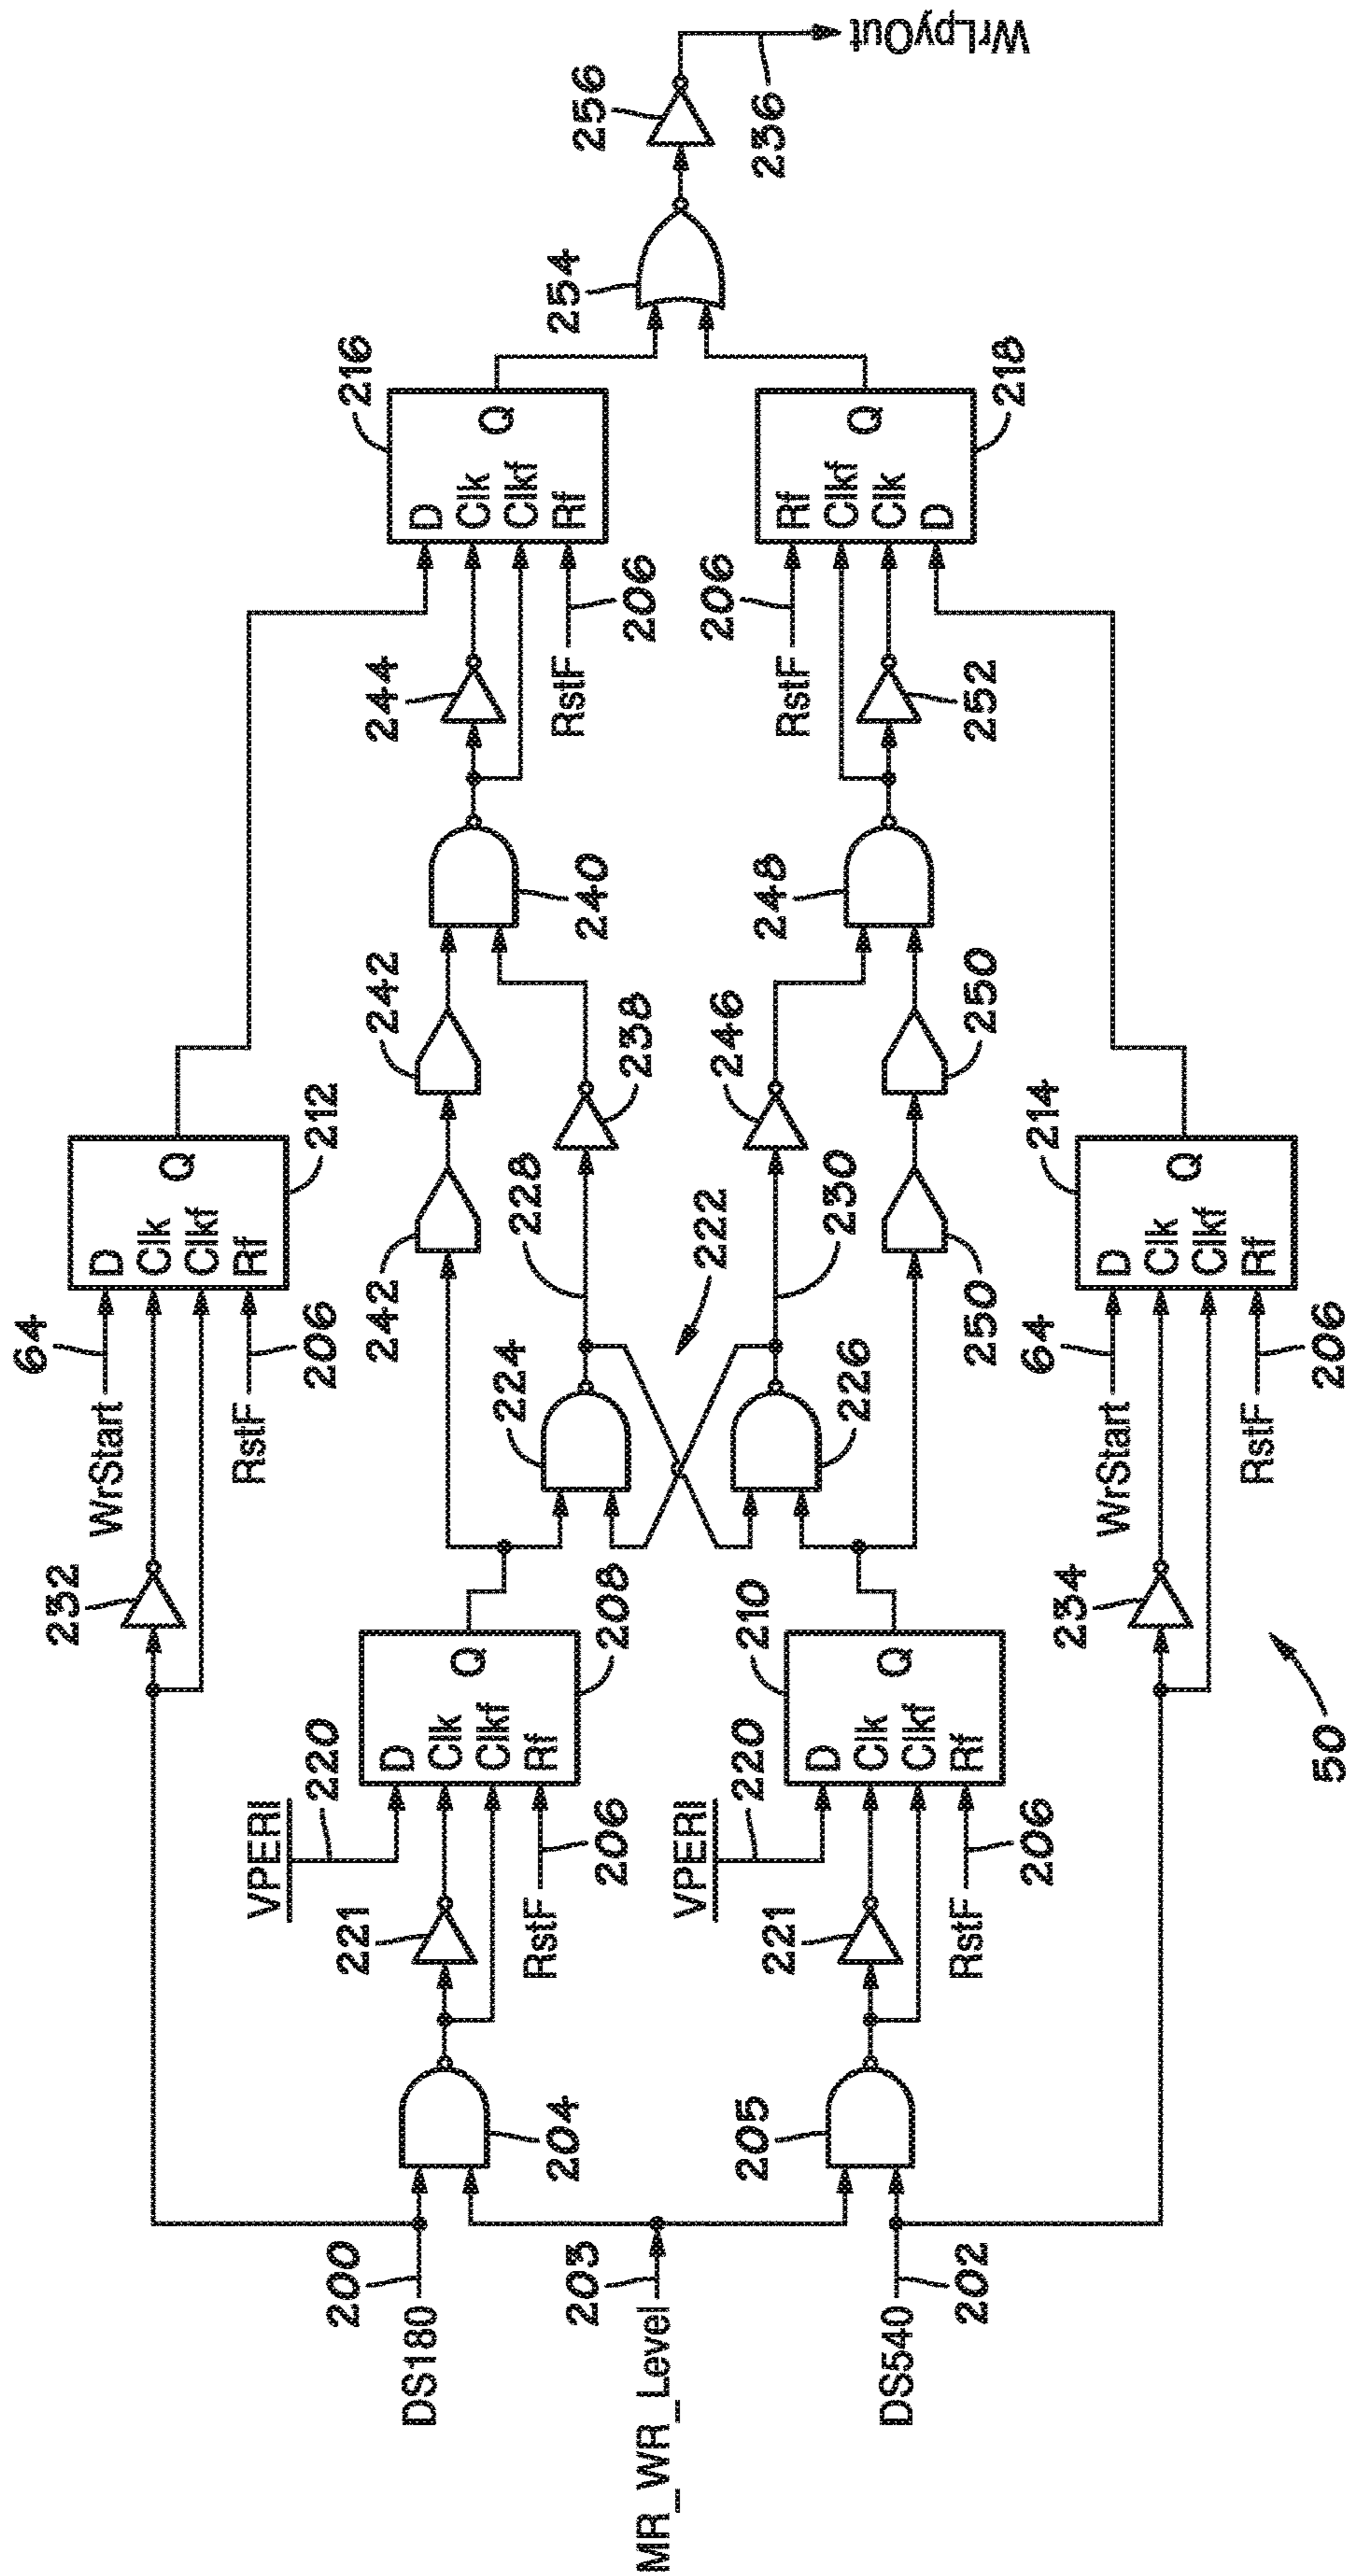 DS180
200
MR_WR_Level
203
DS540
202
204
205
232
221
VPERI
220
RstF
206
D
Clk
Clkf
Rf
Q
208
221
VPERI
220
RstF
206
D
Clk
Clkf
Rf
Q
210
234
WrStart
64
RstF
206
D
Clk
Clkf
Rf
Q
212
WrStart
64
RstF
206
D
Clk
Clkf
Rf
Q
214
224
226
222
228
230
242
242
238
246
250
250
240
248
244
252
RstF
206
D
Clk
Clkf
Rf
Q
216
RstF
206
Rf
Clkf
Clk
D
Q
218
254
256
236
WrLpyOut
50